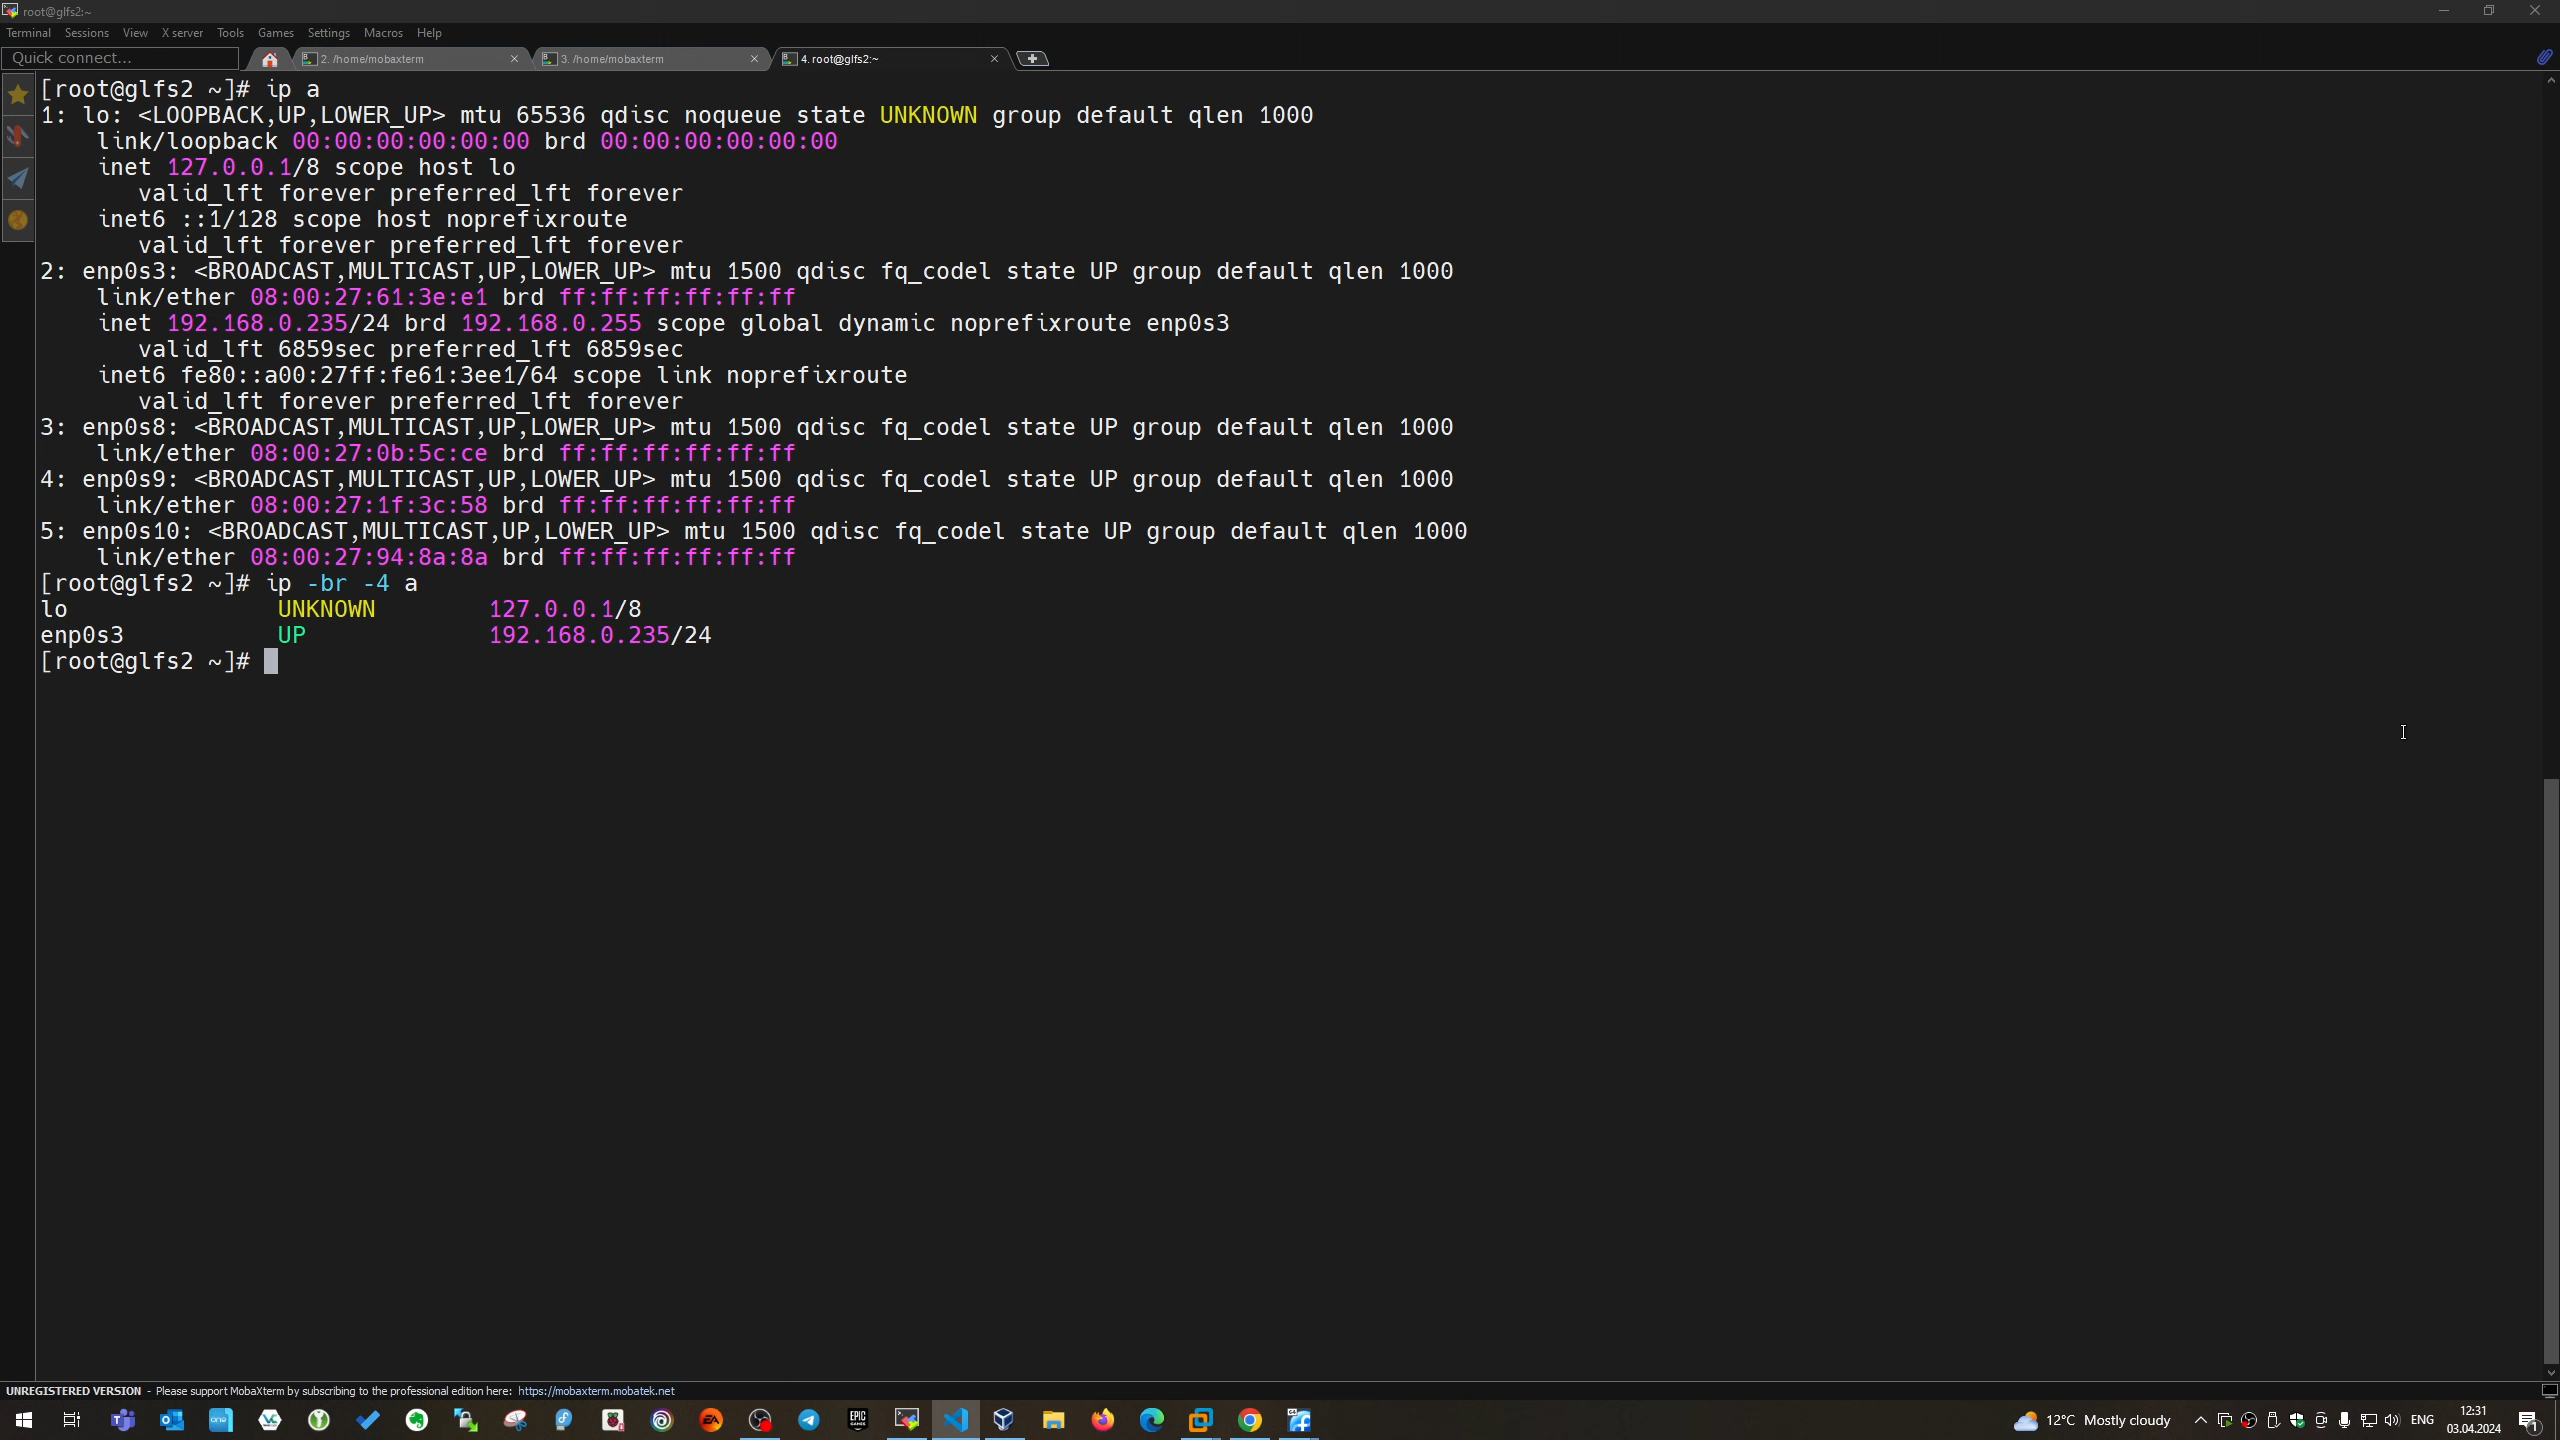 root@glfs2:~
Terminal Sessions View X server Tools Games Settings Macros Help
Quick connect... 2. /home/mobaxterm 3. /home/mobaxterm 4. root@glfs2:~
[root@glfs2 ~]# ip a
1: lo: <LOOPBACK,UP,LOWER_UP> mtu 65536 qdisc noqueue state UNKNOWN group default qlen 1000
    link/loopback 00:00:00:00:00:00 brd 00:00:00:00:00:00
    inet 127.0.0.1/8 scope host lo
       valid_lft forever preferred_lft forever
    inet6 ::1/128 scope host noprefixroute
       valid_lft forever preferred_lft forever
2: enp0s3: <BROADCAST,MULTICAST,UP,LOWER_UP> mtu 1500 qdisc fq_codel state UP group default qlen 1000
    link/ether 08:00:27:61:3e:e1 brd ff:ff:ff:ff:ff:ff
    inet 192.168.0.235/24 brd 192.168.0.255 scope global dynamic noprefixroute enp0s3
       valid_lft 6859sec preferred_lft 6859sec
    inet6 fe80::a00:27ff:fe61:3ee1/64 scope link noprefixroute
       valid_lft forever preferred_lft forever
3: enp0s8: <BROADCAST,MULTICAST,UP,LOWER_UP> mtu 1500 qdisc fq_codel state UP group default qlen 1000
    link/ether 08:00:27:0b:5c:ce brd ff:ff:ff:ff:ff:ff
4: enp0s9: <BROADCAST,MULTICAST,UP,LOWER_UP> mtu 1500 qdisc fq_codel state UP group default qlen 1000
    link/ether 08:00:27:1f:3c:58 brd ff:ff:ff:ff:ff:ff
5: enp0s10: <BROADCAST,MULTICAST,UP,LOWER_UP> mtu 1500 qdisc fq_codel state UP group default qlen 1000
    link/ether 08:00:27:94:8a:8a brd ff:ff:ff:ff:ff:ff
[root@glfs2 ~]# ip -br -4 a
lo               UNKNOWN        127.0.0.1/8
enp0s3           UP             192.168.0.235/24
[root@glfs2 ~]#
UNREGISTERED VERSION - Please support MobaXterm by subscribing to the professional edition here: https://mobaxterm.mobatek.net
12°C Mostly cloudy ENG 12:31
03.04.2024